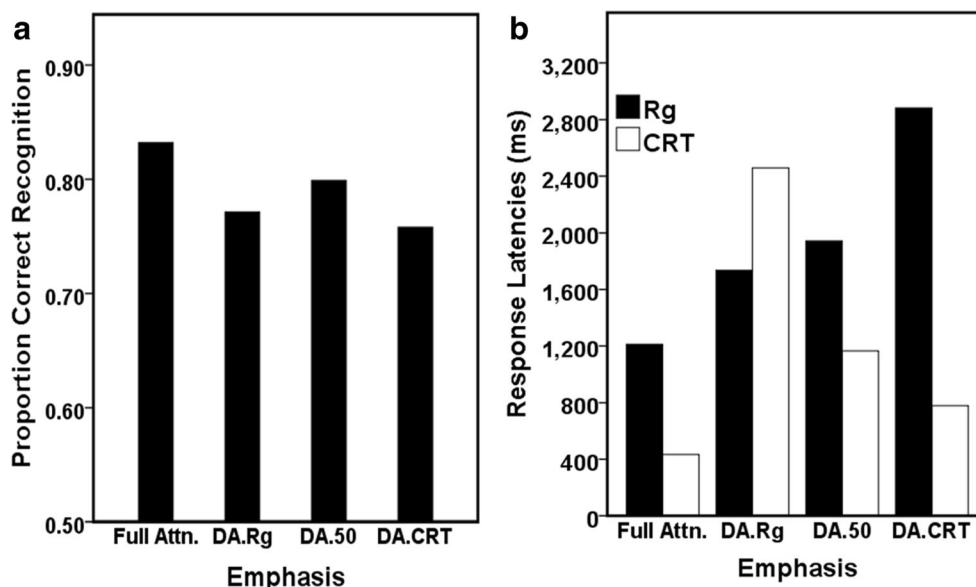 a
Proportion Correct Recognition
0.90
0.80
0.70
0.60
0.50
Full Attn. DA.Rg DA.50 DA.CRT
Emphasis
b
Response Latencies (ms)
3,200
2,800
2,400
2,000
1,600
1,200
800
400
0
Rg
CRT
Full Attn. DA.Rg DA.50 DA.CRT
Emphasis